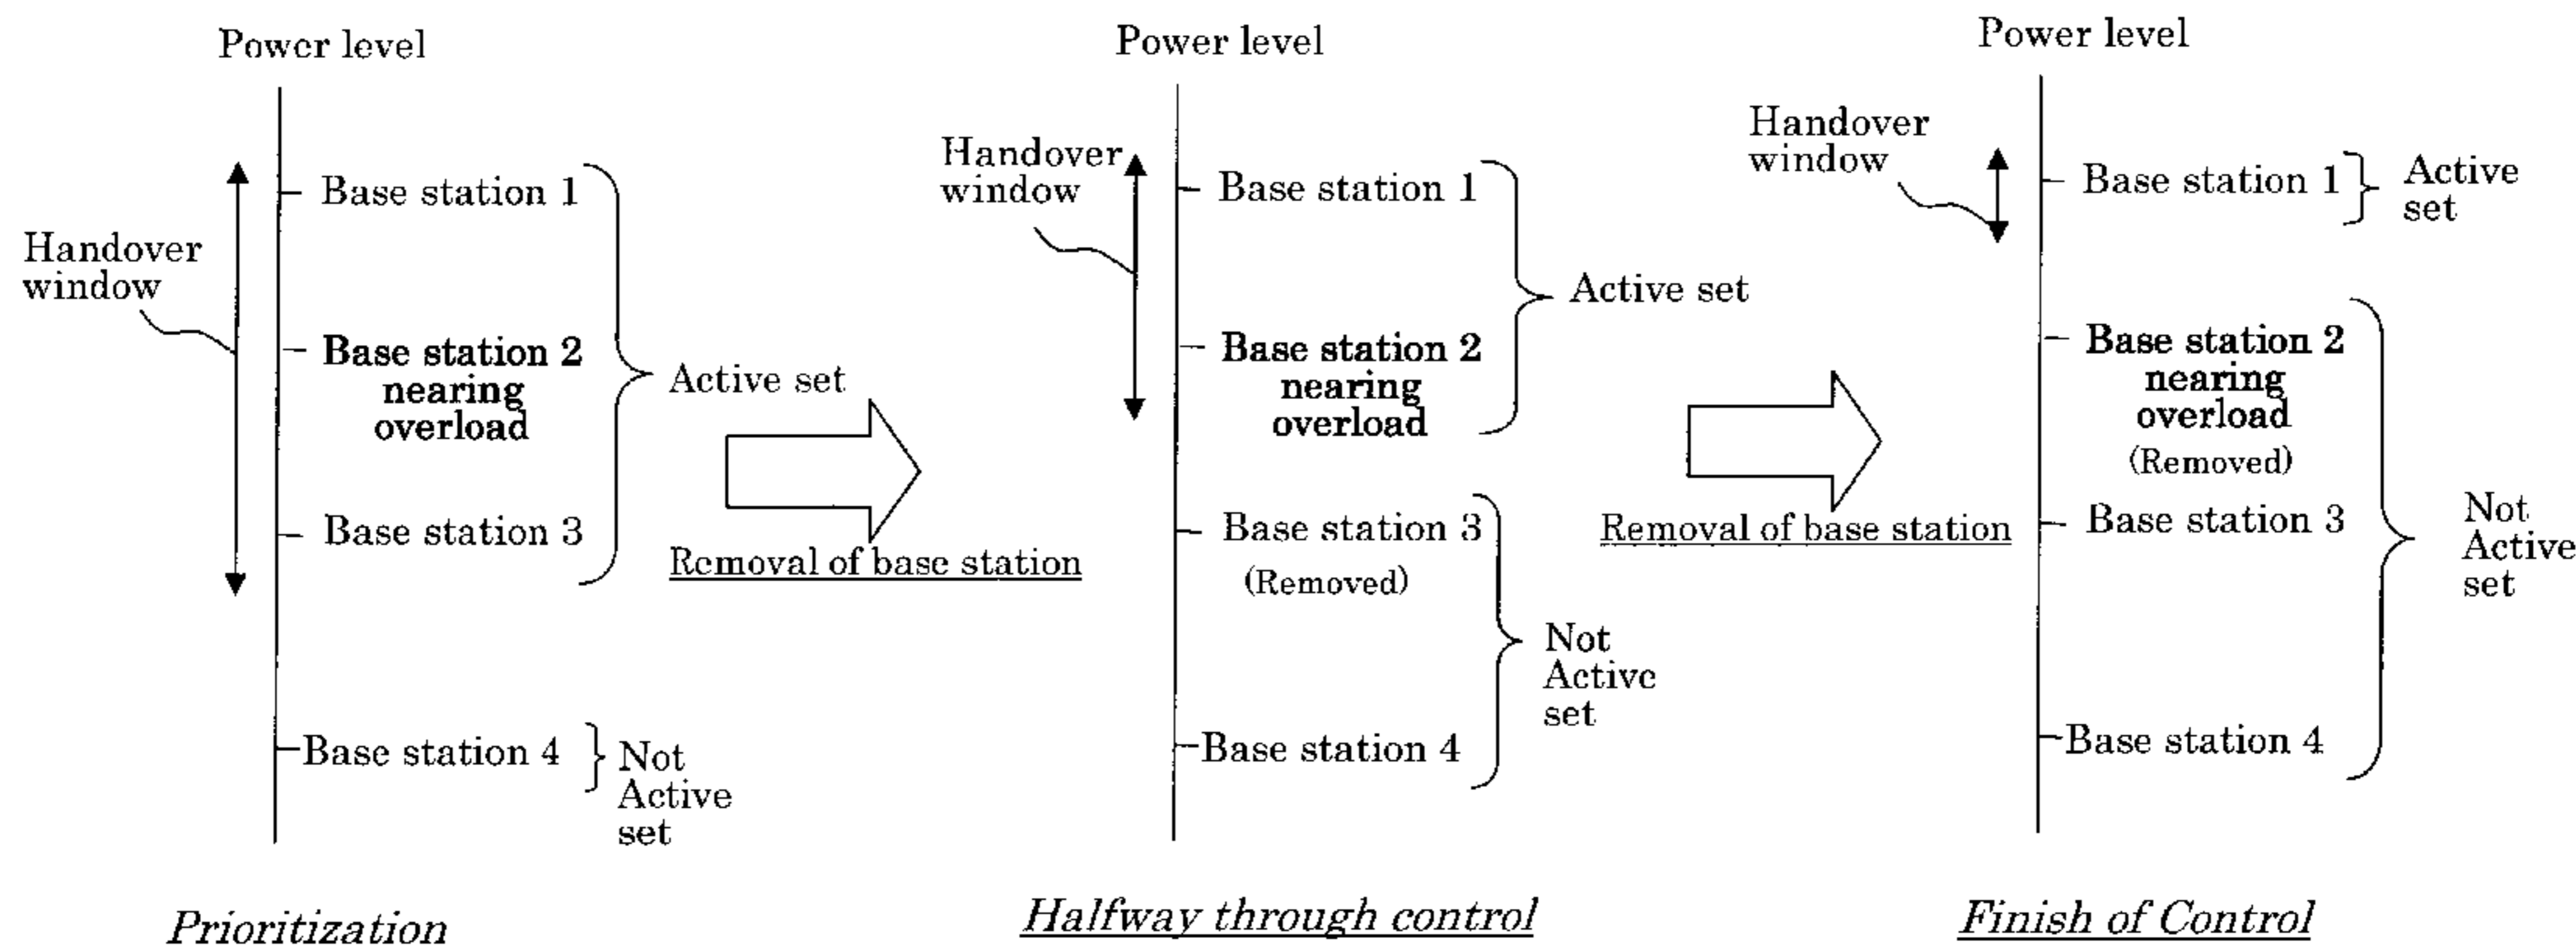 Power level
Handover
window
Base station 1
Base station 2
nearing
overload
Base station 3
Active set
Base station 4
Not
Active
set
Prioritization
Removal of base station
Power level
Handover
window
Base station 1
Base station 2
nearing
overload
Active set
Base station 3
(Removed)
Base station 4
Not
Active
set
Halfway through control
Removal of base station
Power level
Handover
window
Base station 1
Active
set
Base station 2
nearing
overload
(Removed)
Base station 3
Base station 4
Not
Active
set
Finish of Control